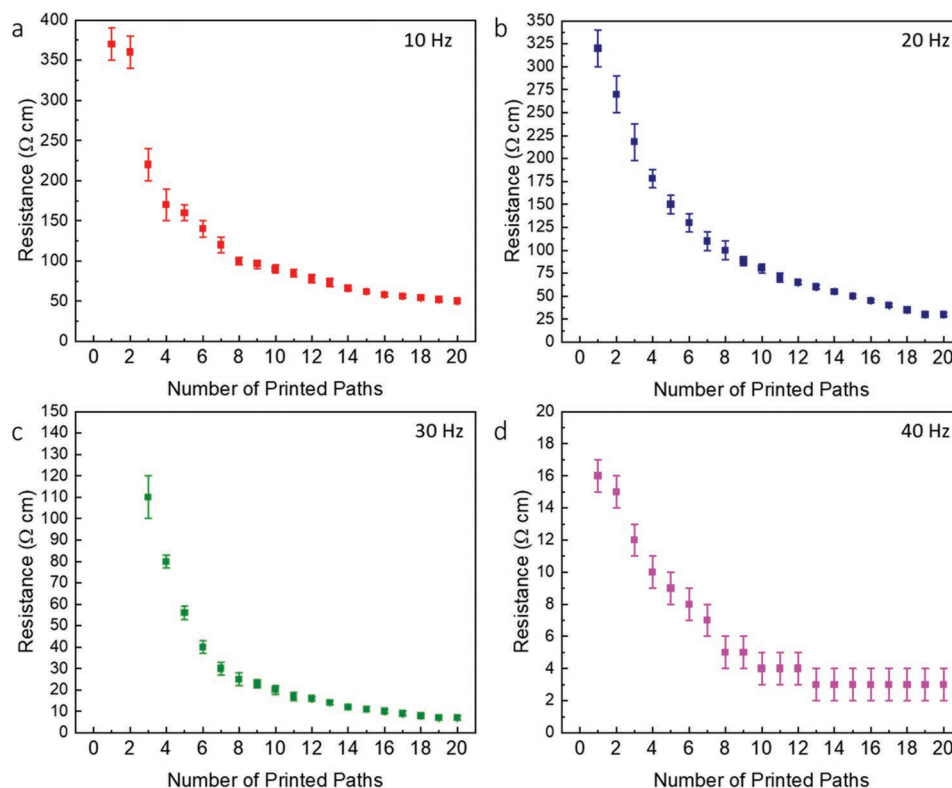 a
10 Hz
400
350
300
250
200
150
100
50
0
Resistance (Ω cm)
0 2 4 6 8 10 12 14 16 18 20
Number of Printed Paths
b
20 Hz
350
325
300
275
250
225
200
175
150
125
100
75
50
25
0
Resistance (Ω cm)
0 2 4 6 8 10 12 14 16 18 20
Number of Printed Paths
c
30 Hz
150
140
130
120
110
100
90
80
70
60
50
40
30
20
10
0
Resistance (Ω cm)
0 2 4 6 8 10 12 14 16 18 20
Number of Printed Paths
d
40 Hz
20
18
16
14
12
10
8
6
4
2
0
Resistance (Ω cm)
0 2 4 6 8 10 12 14 16 18 20
Number of Printed Paths